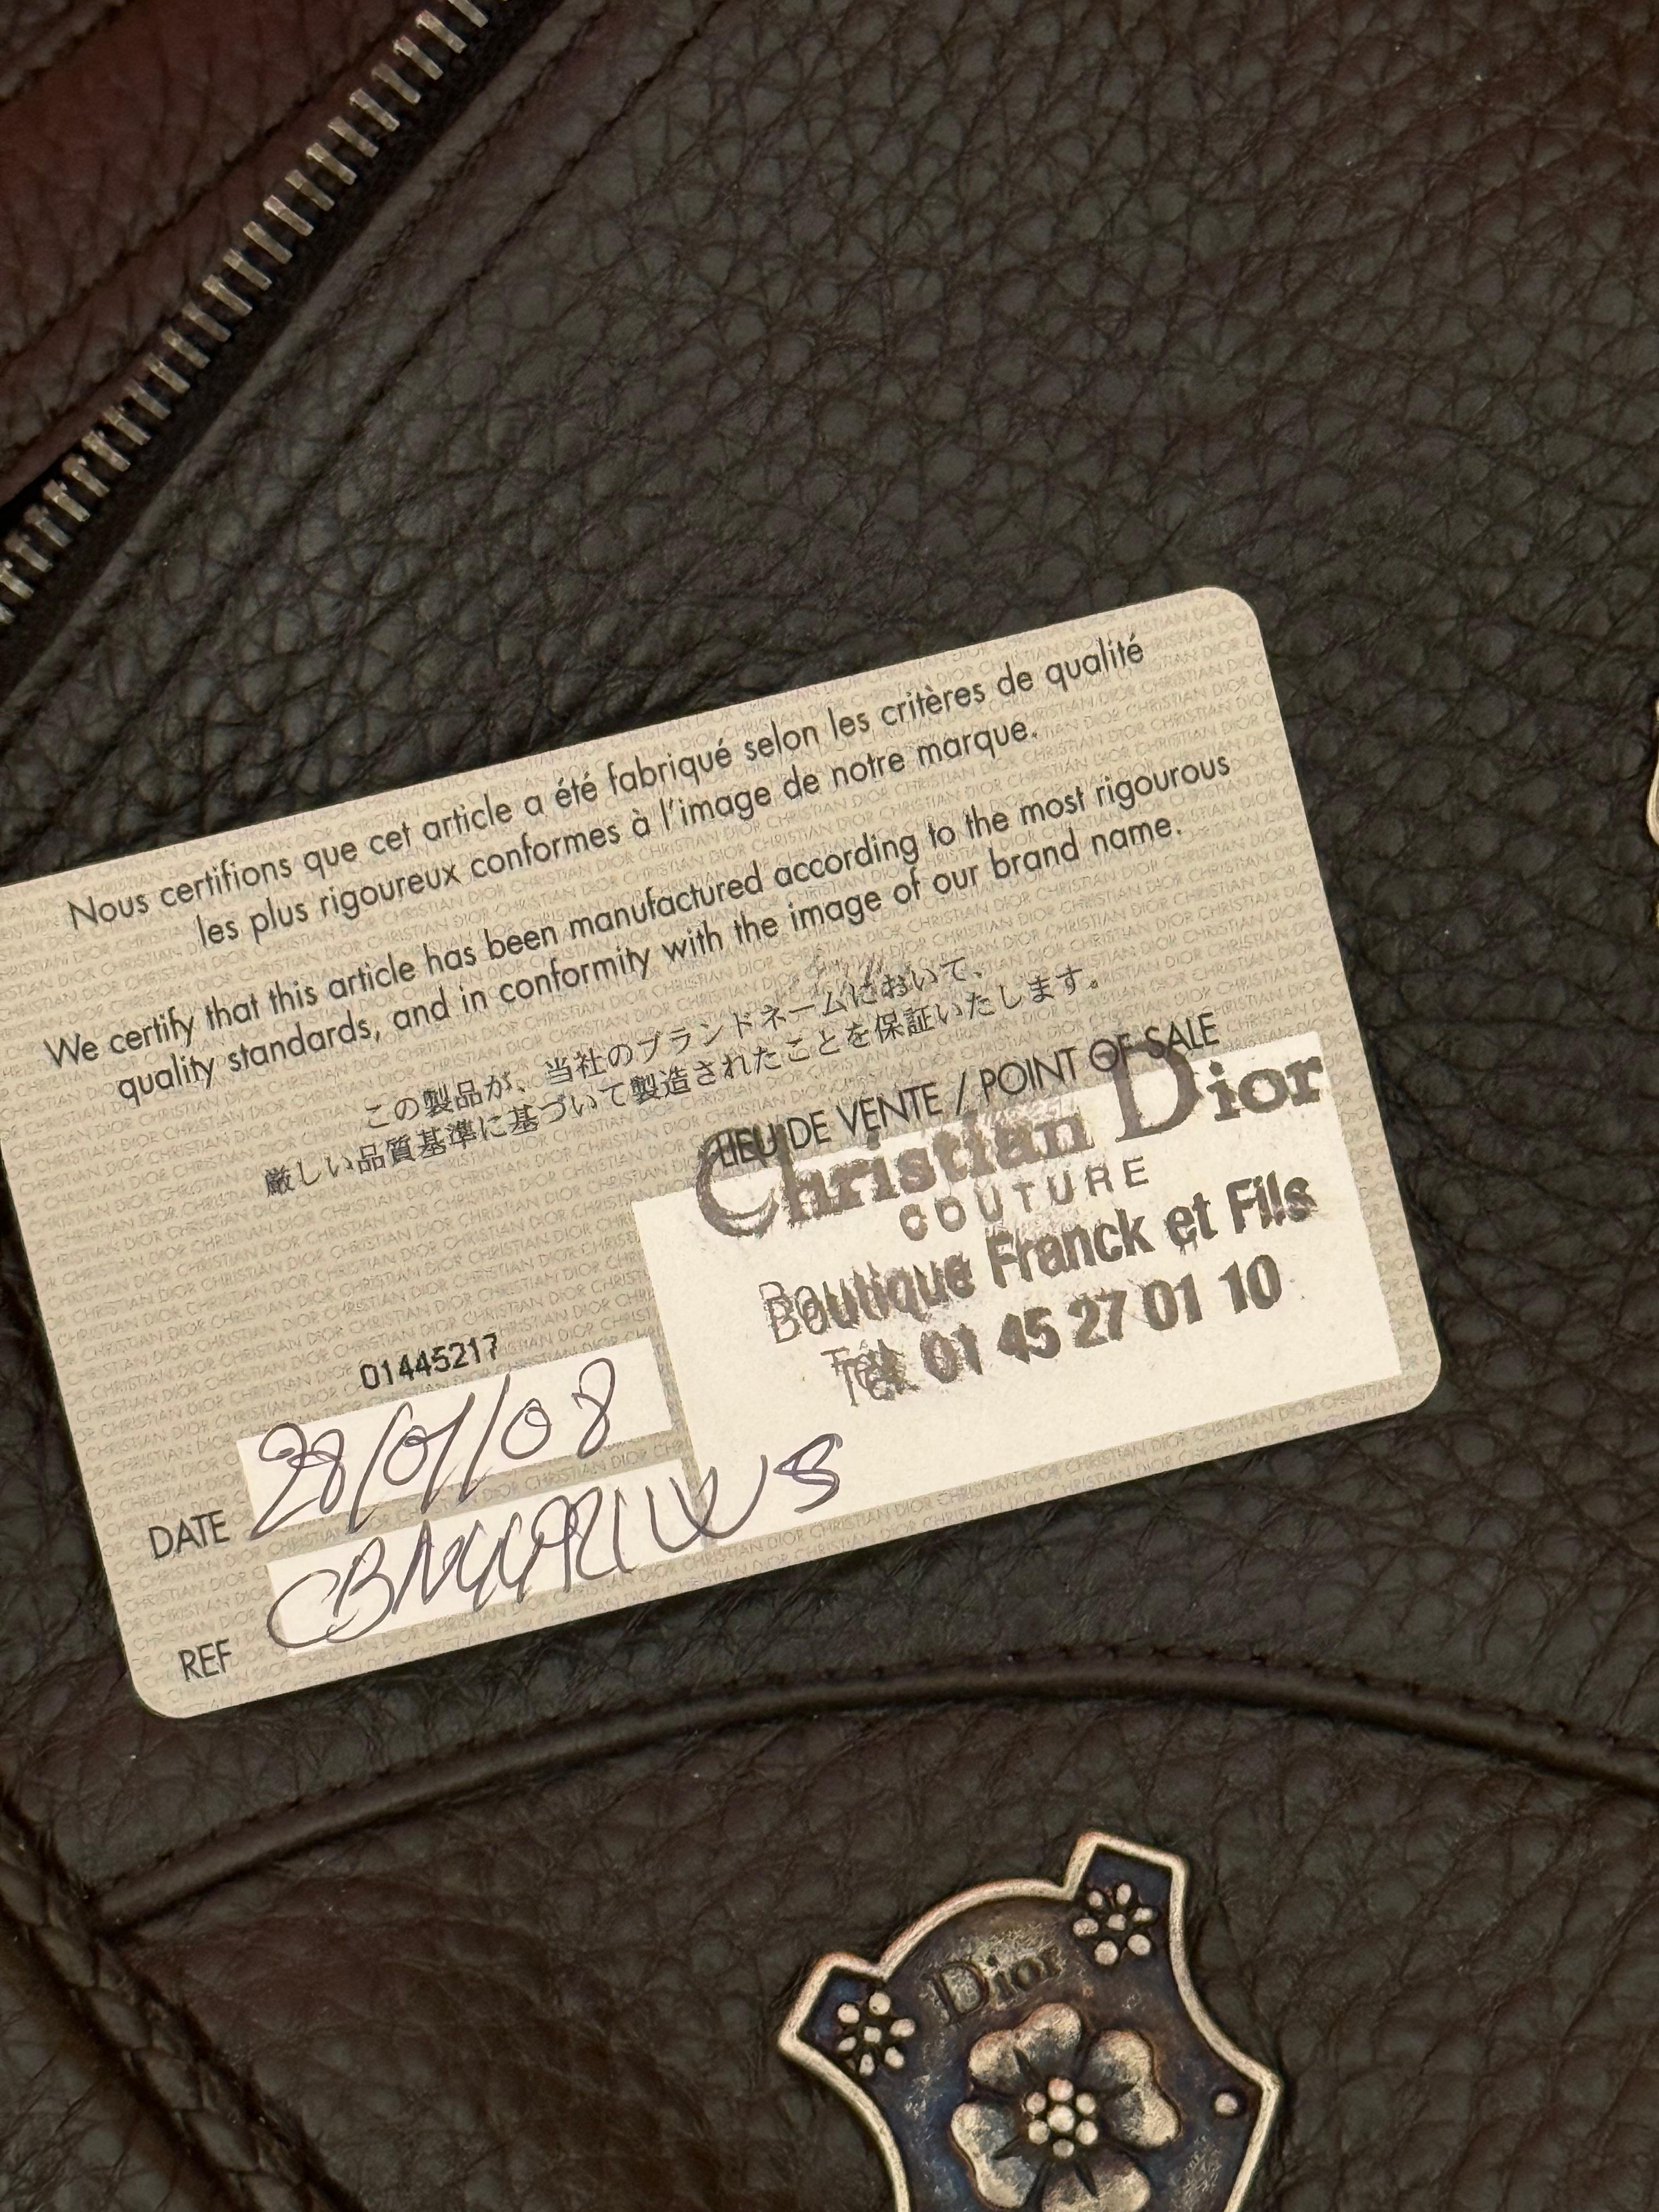 Nous certifions que cet article a été fabriqué selon les critères de qualité
les plus rigoureux conformes à l'image de notre marque.
We certify that this article has been manufactured according to the most rigourous
quality standards, and in conformity with the image of our brand name.
この製品が、当社のブランドネームにおいて、
厳しい品質基準に基づいて製造されたことを保証いたします。
LIEU DE VENTE / POINT OF SALE
Christian Dior
COUTURE
Boutique Franck et Fils
Tél. 01 45 27 01 10
01445217
DATE 28/01/08
REF
Dior